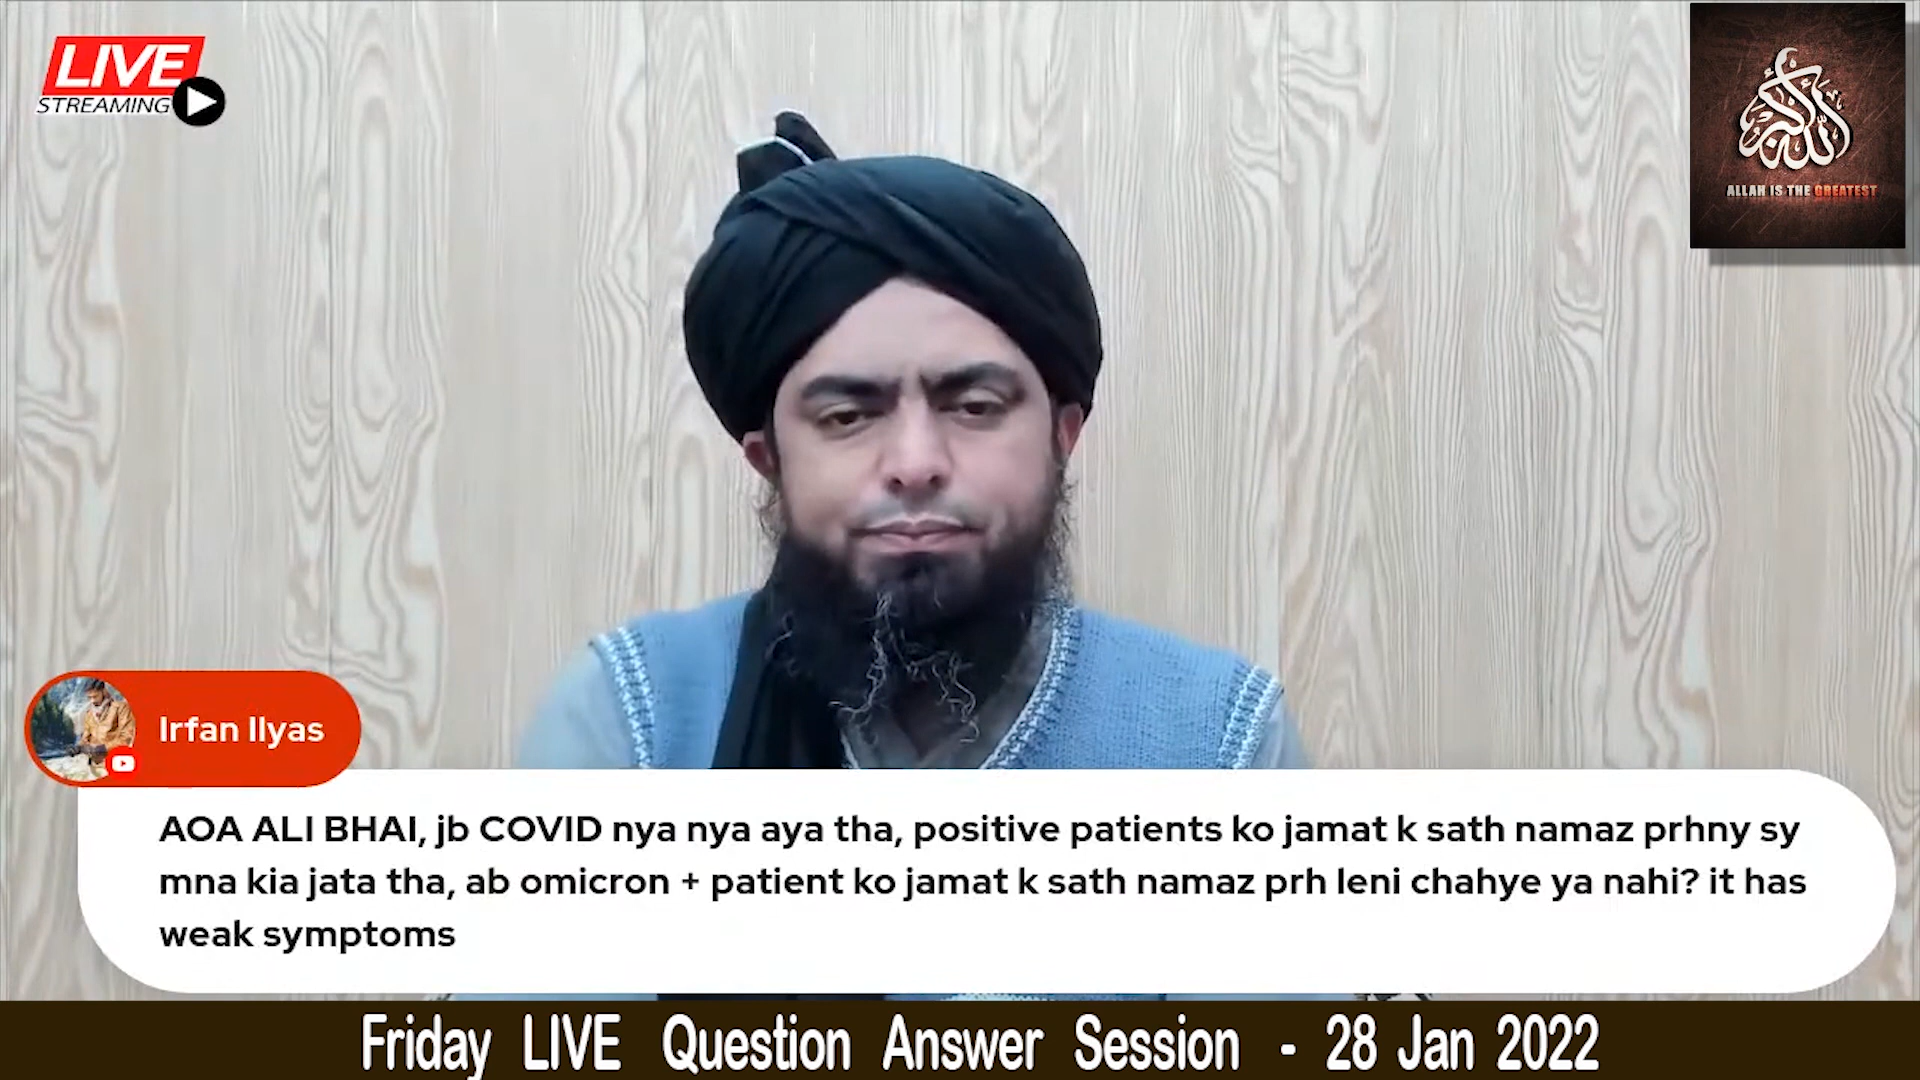 LIVE
STREAMING
الله أكبر
ALLAH IS THE GREATEST
Irfan Ilyas
AOA ALI BHAI, jb COVID nya nya aya tha, positive patients ko jamat k sath namaz prhny sy
mna kia jata tha, ab omicron + patient ko jamat k sath namaz prh leni chahye ya nahi? it has
weak symptoms
Friday LIVE Question Answer Session - 28 Jan 2022